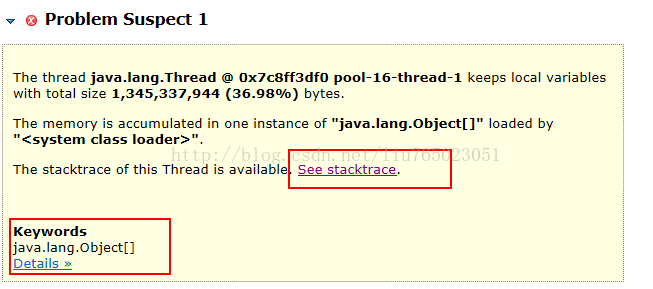 Problem Suspect 1
The thread java.lang.Thread @ 0x7c8ff3df0 pool-16-thread-1 keeps local variables
with total size 1,345,337,944 (36.98%) bytes.
The memory is accumulated in one instance of "java.lang.Object[]" loaded by
"<system class loader>".
http://blog.csdn.net/liu765023051
The stacktrace of this Thread is available. See stacktrace.
Keywords
java.lang.Object[]
Details »